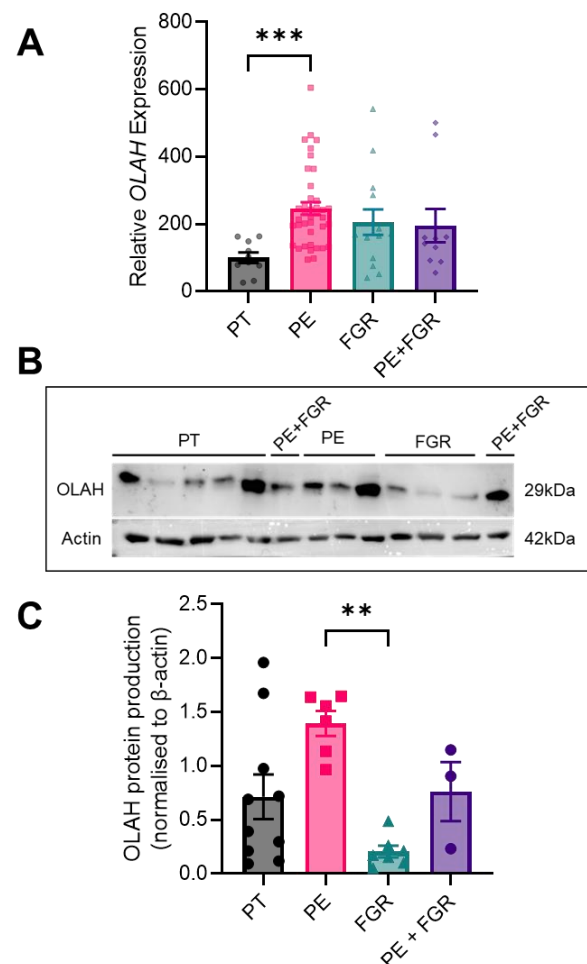 A
Relative OLAH Expression
800
600
400
200
0
***
PT
PE
FGR
PE+FGR
B
PT
PE+FGR
PE
FGR
PE+FGR
OLAH
29kDa
Actin
42kDa
C
OLAH protein production
(normalised to β-actin)
2.5
2.0
1.5
1.0
0.5
0.0
**
PT
PE
FGR
PE + FGR